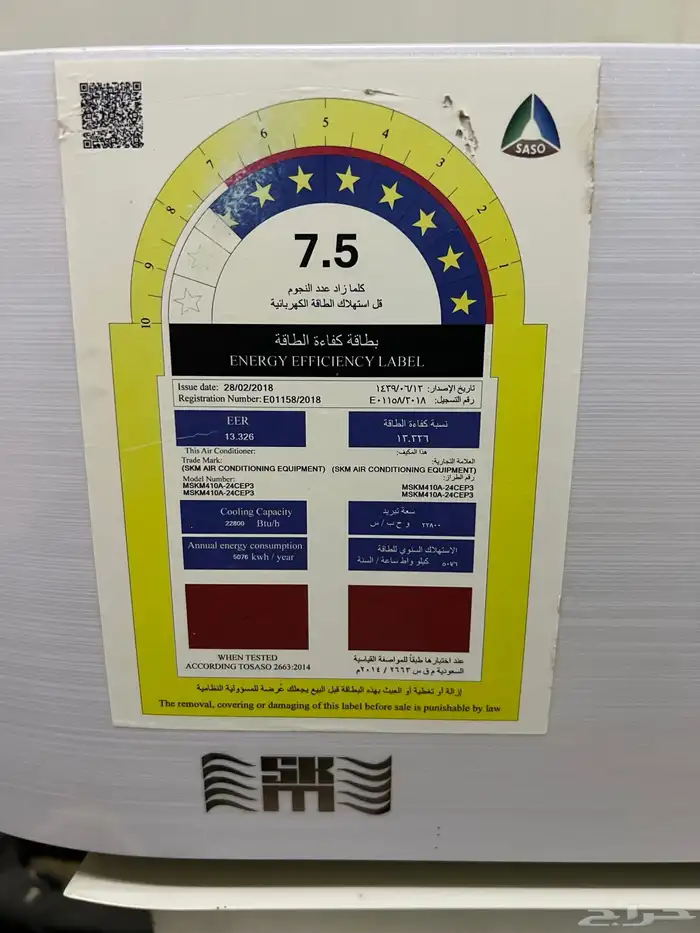 SASO
10
9
8
7
6
5
4
3
2
1
7.5
كلما زاد عدد النجوم
قل استهلاك الطاقة الكهربائية
بطاقة كفاءة الطاقة
ENERGY EFFICIENCY LABEL
Issue date: 28/02/2018
تاريخ الإصدار: ١٤٣٩/٠٦/١٢
Registration Number: E01158/2018
رقم التسجيل: E٠١١٥٨/٢٠١٨
EER
13.326
نسبة كفاءة الطاقة
١٣.٣٢٦
This Air Conditioner:
هذا المكيف:
Trade Mark:
العلامة التجارية:
(SKM AIR CONDITIONING EQUIPMENT)
(SKM AIR CONDITIONING EQUIPMENT)
Model Number:
رقم الطراز:
MSKM410A-24CEP3
MSKM410A-24CEP3
MSKM410A-24CEP3
MSKM410A-24CEP3
Cooling Capacity
22800 Btu/h
سعة تبريد
٢٢٨٠٠ و ح ب / س
Annual energy consumption
5076 kwh / year
الاستهلاك السنوي للطاقة
٥٠٧٦ كيلو واط ساعة / السنة
WHEN TESTED
ACCORDING TOSASO 2663:2014
عند اختبارها طبقاً للمواصفة القياسية
السعودية م ق س ٢٦٦٣ / ٢٠١٤م
إزالة أو تغطية أو العبث بهذه البطاقة قبل البيع يجعلك عُرضة للمسؤولية النظامية
The removal, covering or damaging of this label before sale is punishable by law
SKM
حراج